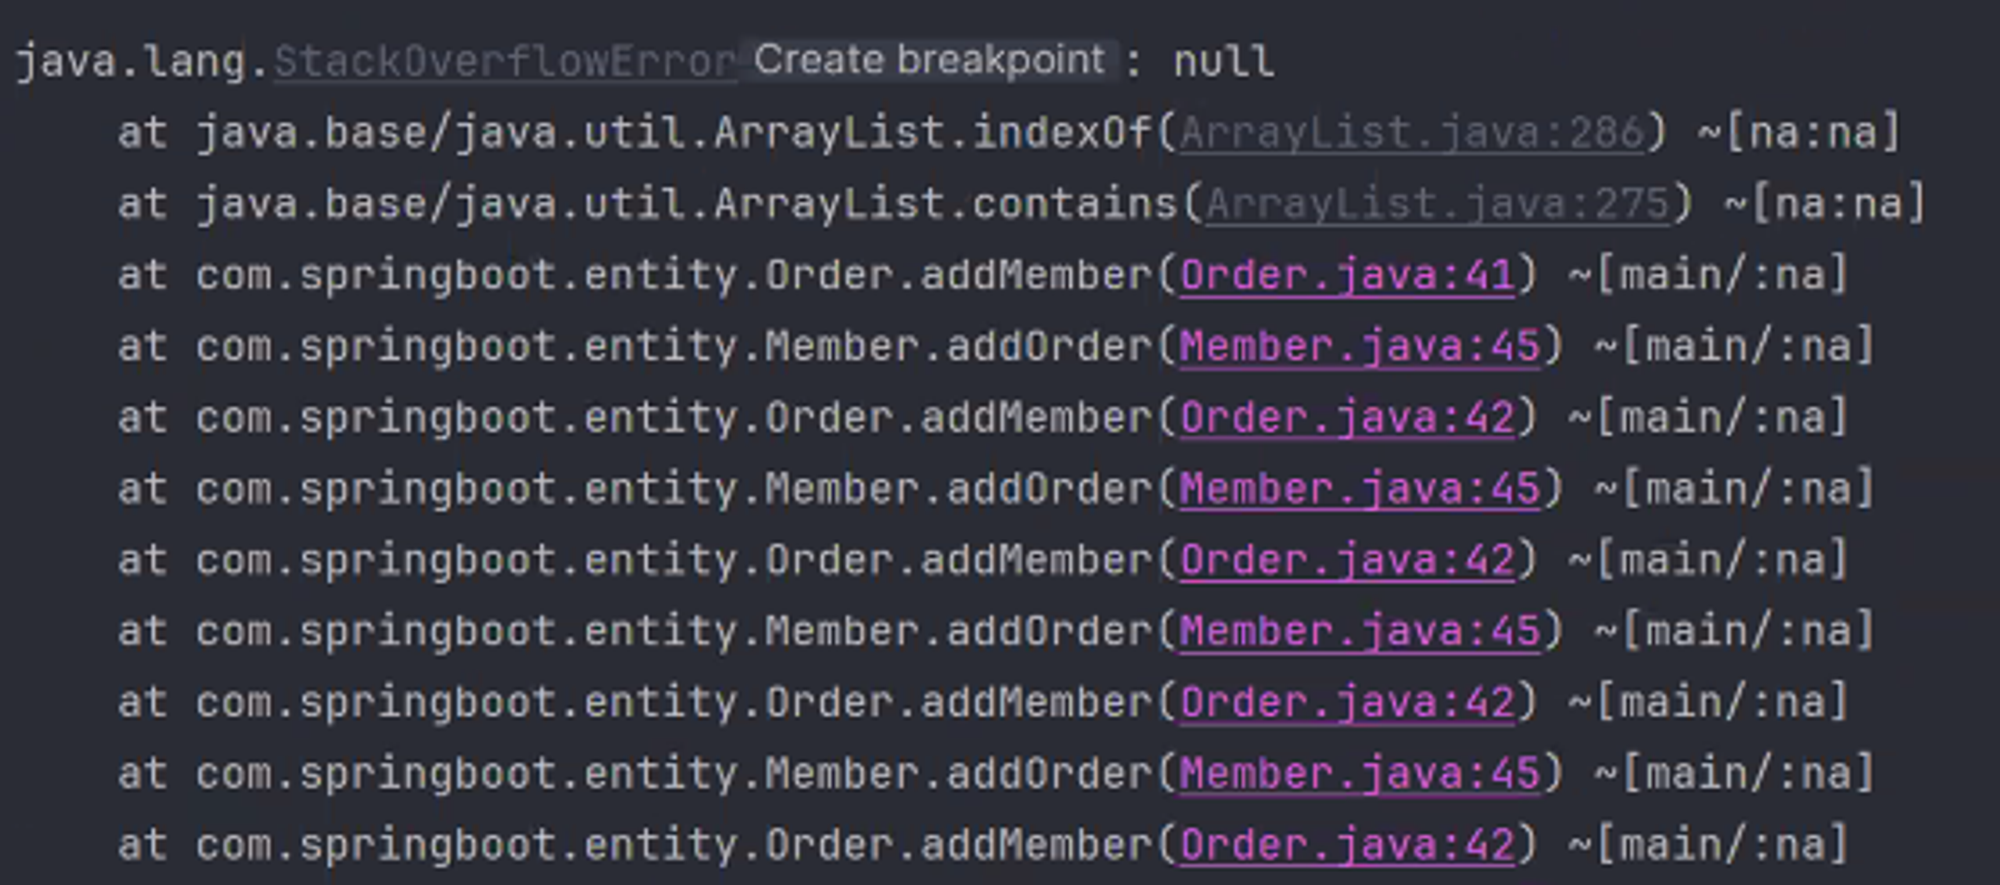 java.lang.StackOverflowError Create breakpoint : null
at java.base/java.util.ArrayList.indexOf(ArrayList.java:286) ~[na:na]
at java.base/java.util.ArrayList.contains(ArrayList.java:275) ~[na:na]
at com.springboot.entity.Order.addMember(Order.java:41) ~[main/:na]
at com.springboot.entity.Member.addOrder(Member.java:45) ~[main/:na]
at com.springboot.entity.Order.addMember(Order.java:42) ~[main/:na]
at com.springboot.entity.Member.addOrder(Member.java:45) ~[main/:na]
at com.springboot.entity.Order.addMember(Order.java:42) ~[main/:na]
at com.springboot.entity.Member.addOrder(Member.java:45) ~[main/:na]
at com.springboot.entity.Order.addMember(Order.java:42) ~[main/:na]
at com.springboot.entity.Member.addOrder(Member.java:45) ~[main/:na]
at com.springboot.entity.Order.addMember(Order.java:42) ~[main/:na]